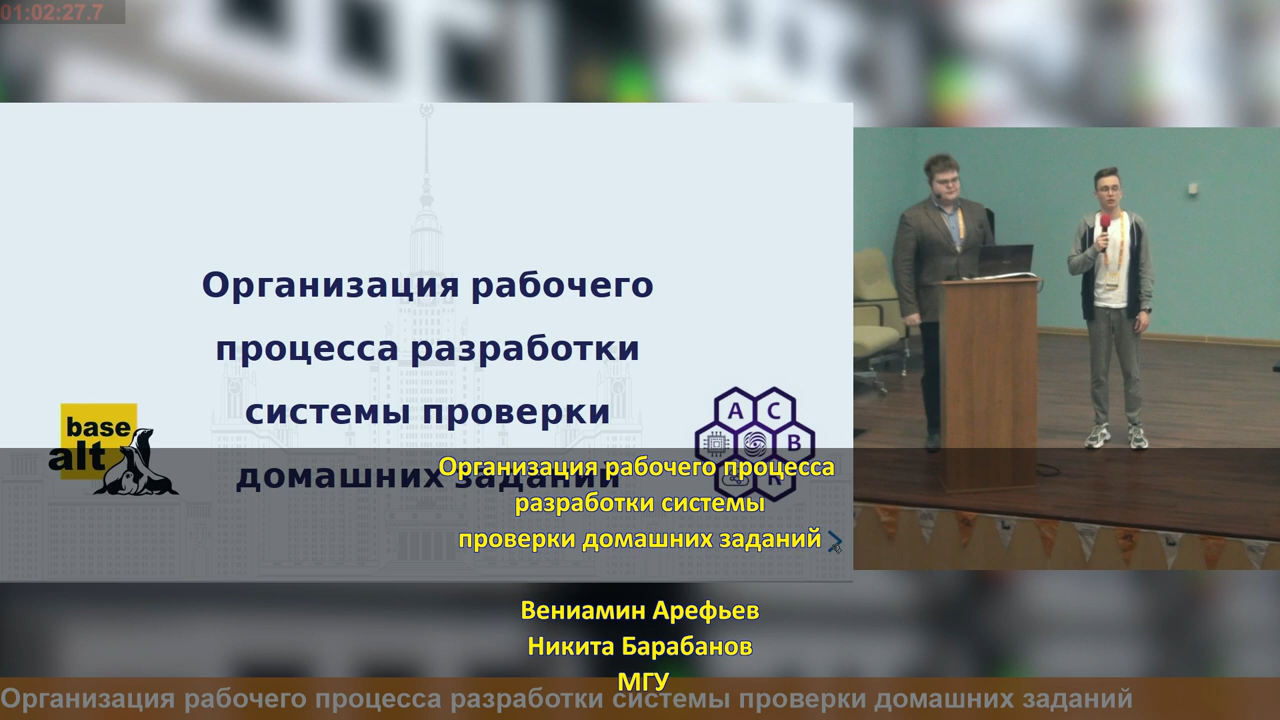 01:02:27.7
Организация рабочего
процесса разработки
системы проверки
домашних заданий
base
alt
A C
B
R
Организация рабочего процесса
разработки системы
проверки домашних заданий
Вениамин Арефьев
Никита Барабанов
МГУ
Организация рабочего процесса разработки системы проверки домашних заданий